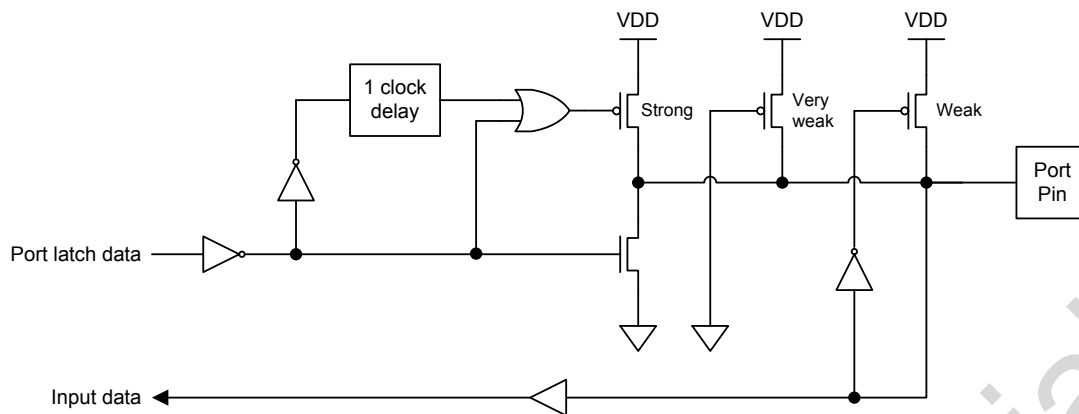 VDD
VDD
VDD
1 clock
delay
Strong
Very
weak
Weak
Port
Pin
Port latch data
Input data